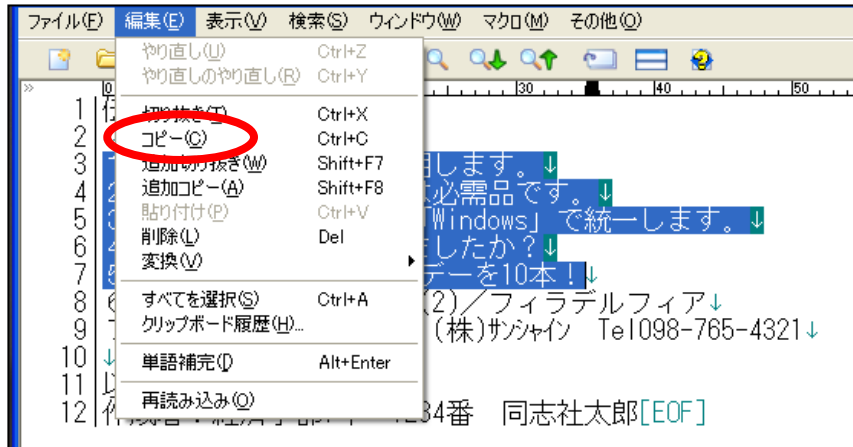 ファイル(F) 編集(E) 表示(V) 検索(S) ウィンドウ(W) マクロ(M) その他(O)
やり直し(U) Ctrl+Z
やり直しのやり直し(R) Ctrl+Y
切り抜き(T) Ctrl+X
コピー(C) Ctrl+C
追加切り抜き(W) Shift+F7
追加コピー(A) Shift+F8
貼り付け(P) Ctrl+V
削除(L) Del
変換(V)
すべてを選択(S) Ctrl+A
クリップボード履歴(H)...
単語補完(I) Alt+Enter
再読み込み(O)
0 30 40 50
1
2
3 します。↓
4 必需品です。↓
5 「Windows」で統一します。↓
6 したか？↓
7 デーを10本！↓
8 (2)／フィラデルフィア↓
9 (株)ｻﾝｼｬｲﾝ Tel098-765-4321↓
10 ↓
11
12 34番 同志社太郎[EOF]